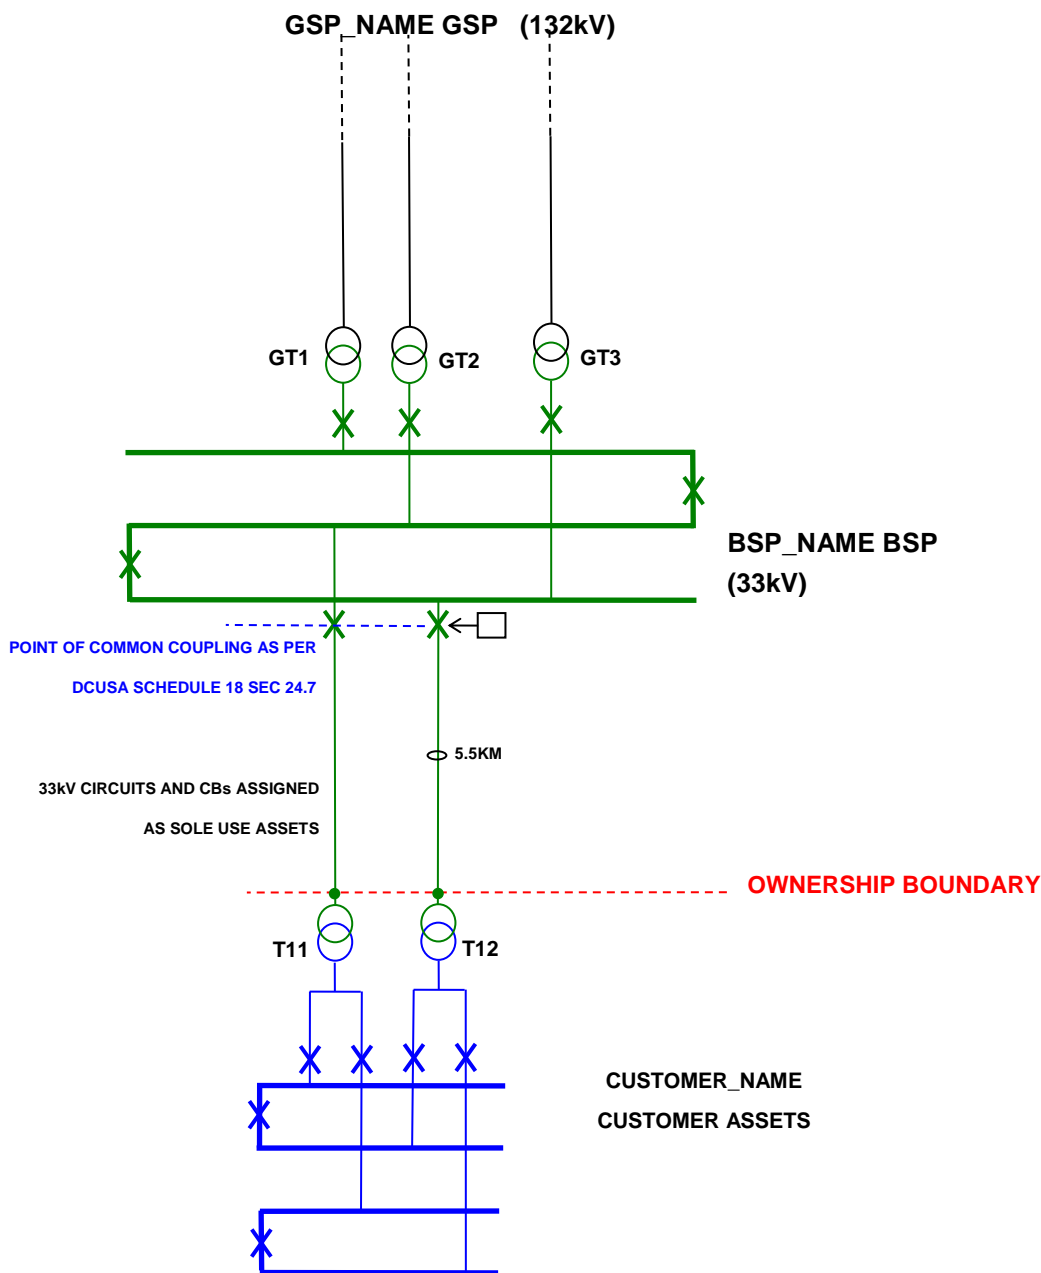 GSP_NAME GSP (132kV)
GT1
GT2
GT3
BSP_NAME BSP
(33kV)
POINT OF COMMON COUPLING AS PER
DCUSA SCHEDULE 18 SEC 24.7
5.5KM
33kV CIRCUITS AND CBs ASSIGNED
AS SOLE USE ASSETS
OWNERSHIP BOUNDARY
T11
T12
CUSTOMER_NAME
CUSTOMER ASSETS